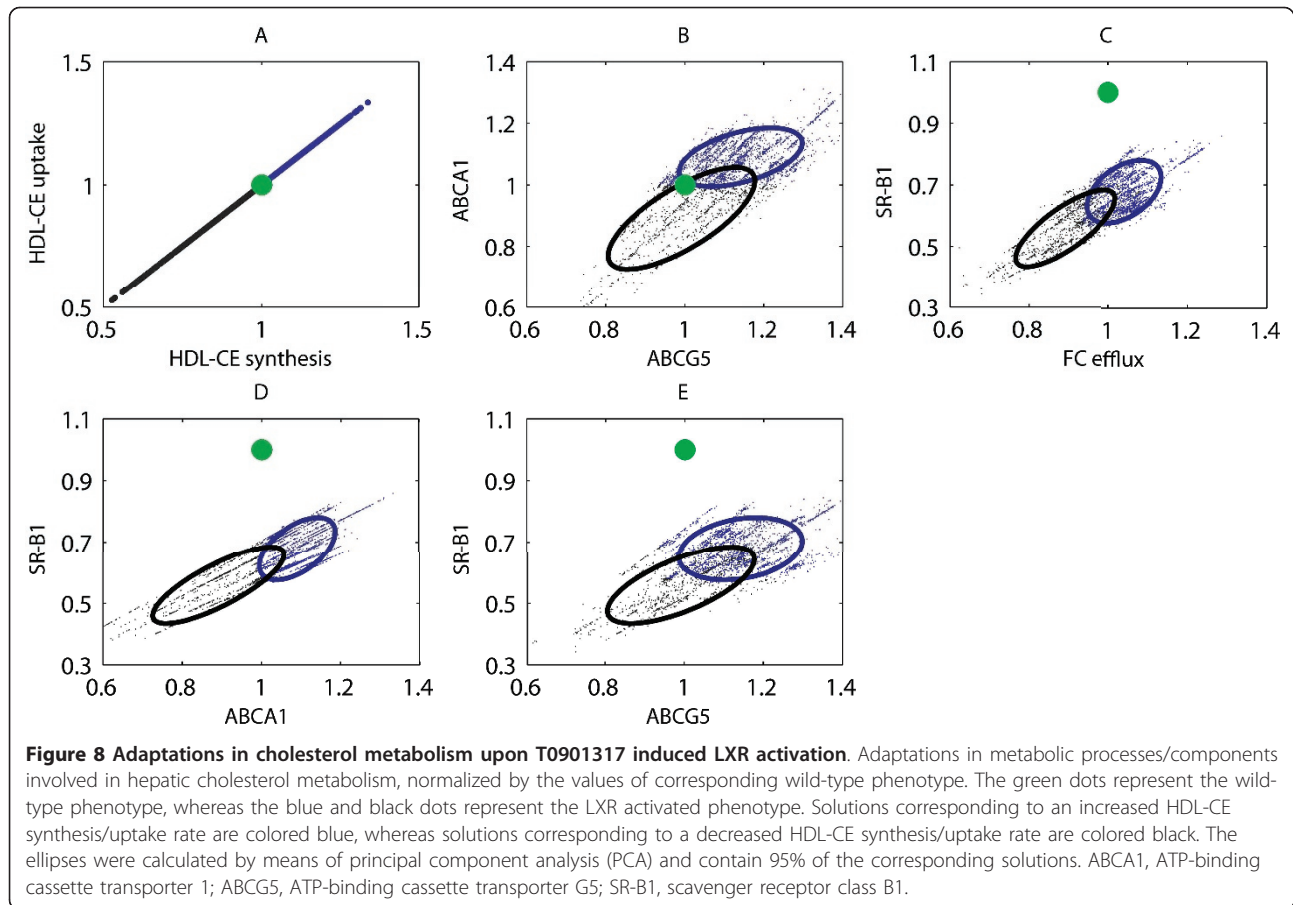 A
B
C
1.5
1
0.5
HDL-CE uptake
0.5
1
1.5
HDL-CE synthesis
1.4
1.2
1
0.8
0.6
ABCA1
0.6
0.8
1
1.2
1.4
ABCG5
1.1
0.9
0.7
0.5
0.3
SR-B1
0.6
0.8
1
1.2
1.4
FC efflux
D
E
1.1
0.9
0.7
0.5
0.3
SR-B1
0.6
0.8
1
1.2
1.4
ABCA1
1.1
0.9
0.7
0.5
0.3
SR-B1
0.6
0.8
1
1.2
1.4
ABCG5
Figure 8 Adaptations in cholesterol metabolism upon T0901317 induced LXR activation. Adaptations in metabolic processes/components
involved in hepatic cholesterol metabolism, normalized by the values of corresponding wild-type phenotype. The green dots represent the wild-
type phenotype, whereas the blue and black dots represent the LXR activated phenotype. Solutions corresponding to an increased HDL-CE
synthesis/uptake rate are colored blue, whereas solutions corresponding to a decreased HDL-CE synthesis/uptake rate are colored black. The
ellipses were calculated by means of principal component analysis (PCA) and contain 95% of the corresponding solutions. ABCA1, ATP-binding
cassette transporter 1; ABCG5, ATP-binding cassette transporter G5; SR-B1, scavenger receptor class B1.